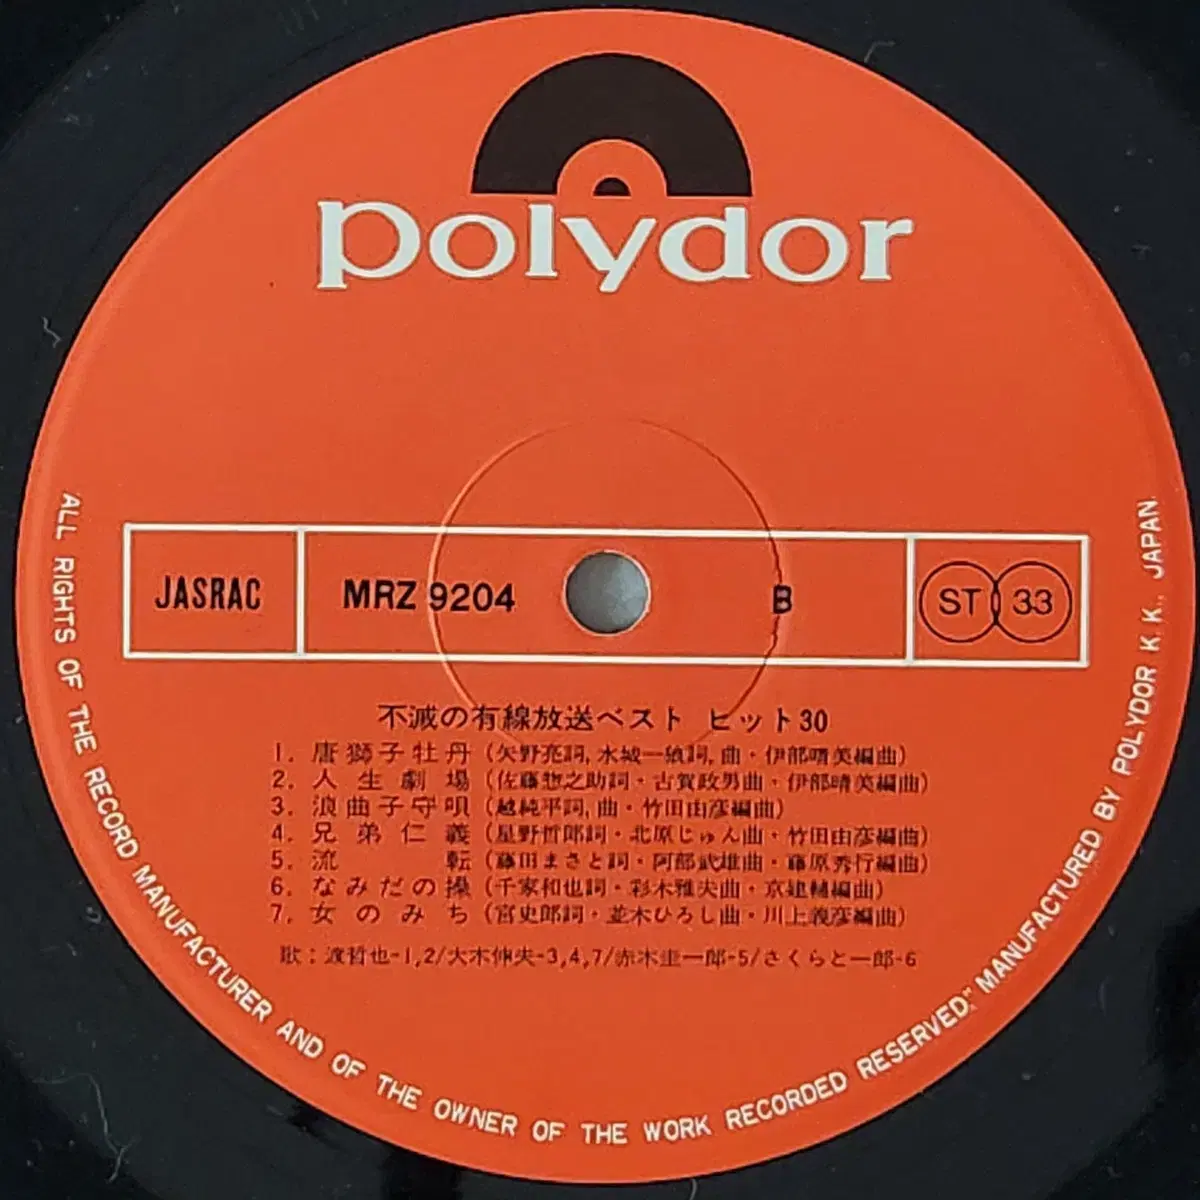 polydor
JASRAC
MRZ 9204
B
ST 33
不滅の有線放送ベスト ヒット30
1. 唐獅子牡丹 (矢野亮詞, 水城一狼詞, 曲・伊部晴美編曲)
2. 人生劇場 (佐藤惣之助詞・古賀政男曲・伊部晴美編曲)
3. 浪曲子守唄 (越純平詞, 曲・竹田由彦編曲)
4. 兄弟仁義 (星野哲郎詞・北原じゅん曲・竹田由彦編曲)
5. 流転 (藤田まさと詞・阿部武雄曲・藤原秀行編曲)
6. なみだの操 (千家和也詞・彩木雅夫曲・京建輔編曲)
7. 女のみち (宮史郎詞・並木ひろし曲・川上義彦編曲)
歌：渡哲也-1,2/大木伸夫-3,4,7/赤木圭一郎-5/さくらと一郎-6
ALL RIGHTS OF THE RECORD MANUFACTURER AND OF THE OWNER OF THE WORK RECORDED RESERVED." MANUFACTURED BY POLYDOR K. K., JAPAN